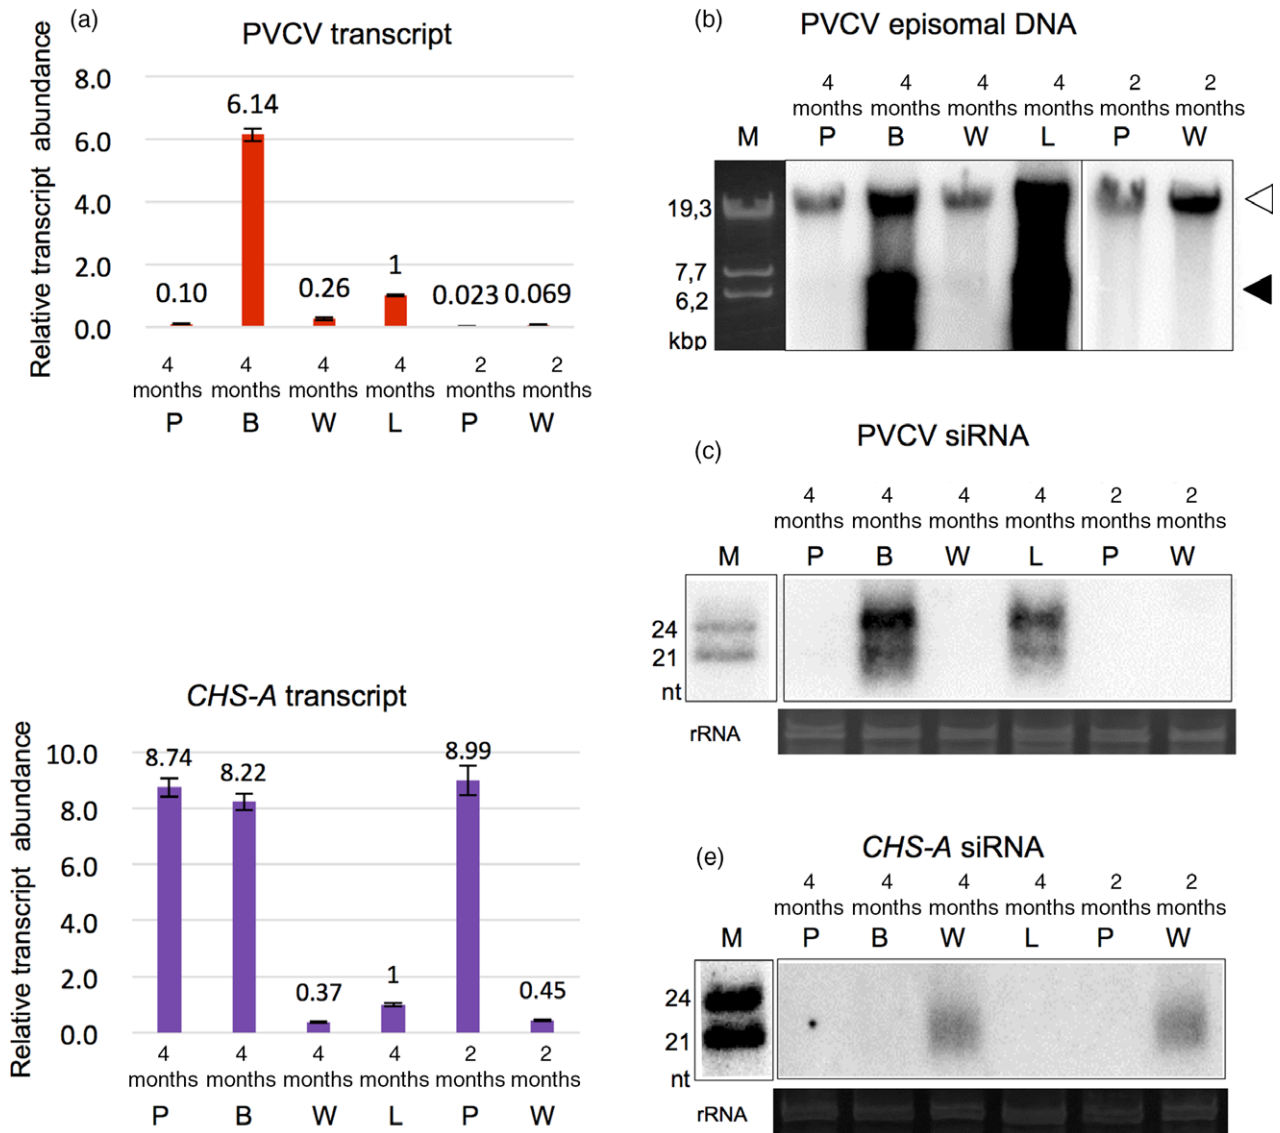 (a)
PVCV transcript
Relative transcript abundance
8.0
6.0
4.0
2.0
0.0
0.10
6.14
0.26
1
0.023
0.069
4 4 4 4 2 2
months months months months months months
P B W L P W
(b)
PVCV episomal DNA
4 4 4 4 2 2
months months months months months months
M P B W L P W
19,3
7,7
6,2
kbp
(c)
PVCV siRNA
4 4 4 4 2 2
months months months months months months
M P B W L P W
24
21
nt
rRNA
CHS-A transcript
Relative transcript abundance
10.0
8.0
6.0
4.0
2.0
0.0
8.74
8.22
0.37
1
8.99
0.45
4 4 4 4 2 2
months months months months months months
P B W L P W
(e)
CHS-A siRNA
4 4 4 4 2 2
months months months months months months
M P B W L P W
24
21
nt
rRNA